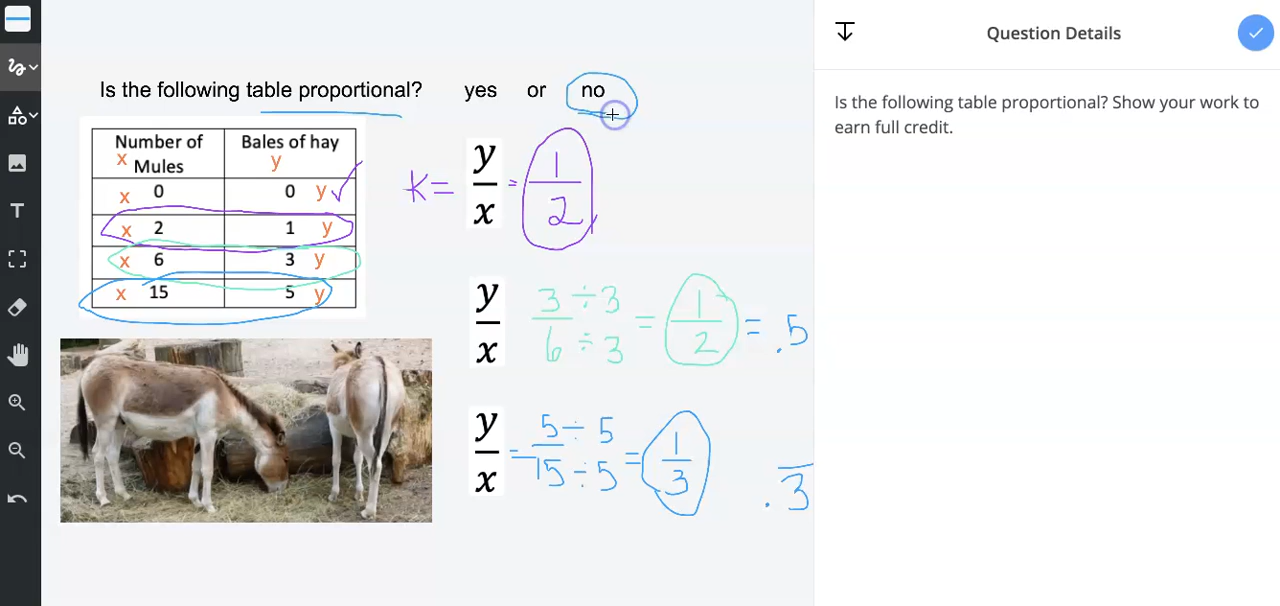 Question Details
Is the following table proportional? yes or no
Is the following table proportional? Show your work to
earn full credit.
Number of Mules x
Bales of hay y
x 0 0 y ✓
x 2 1 y
x 6 3 y
x 15 5 y
K= y/x = 1/2
y/x 3÷3/6÷3 = 1/2 = .5
y/x = 5÷5/15÷5 = 1/3 .3̅